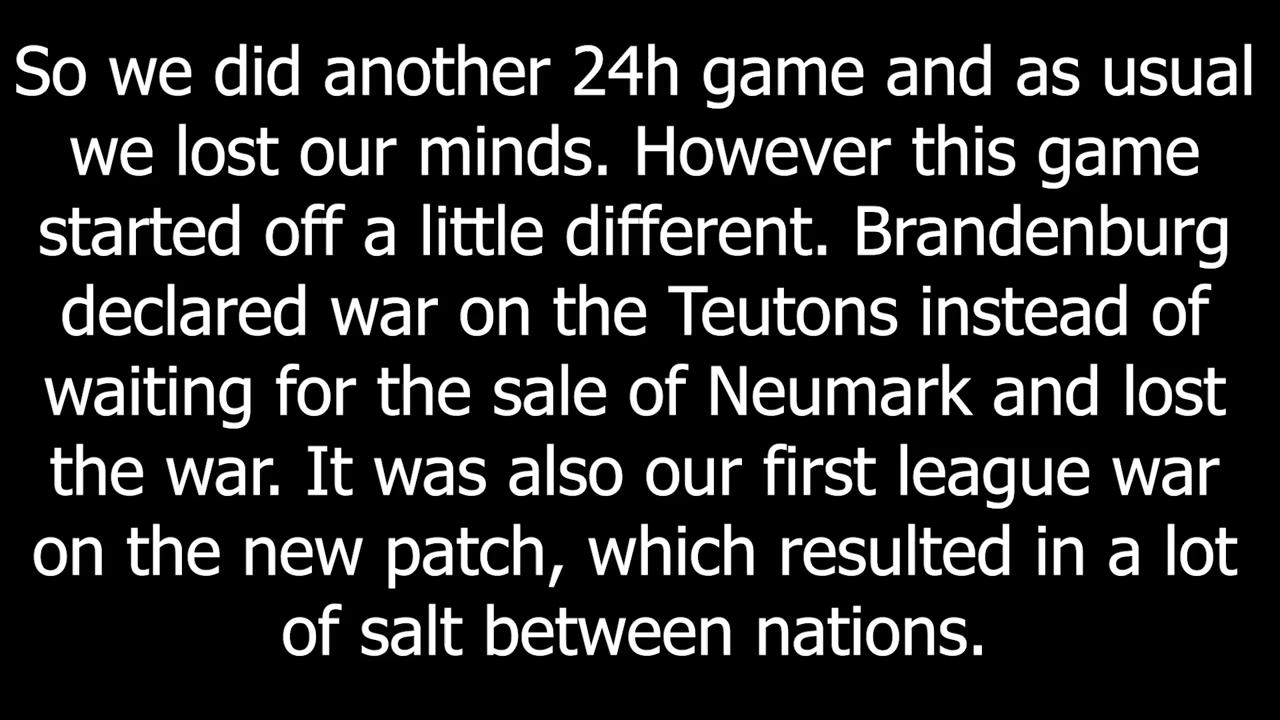 So we did another 24h game and as usual
we lost our minds. However this game
started off a little different. Brandenburg
declared war on the Teutons instead of
waiting for the sale of Neumark and lost
the war. It was also our first league war
on the new patch, which resulted in a lot
of salt between nations.